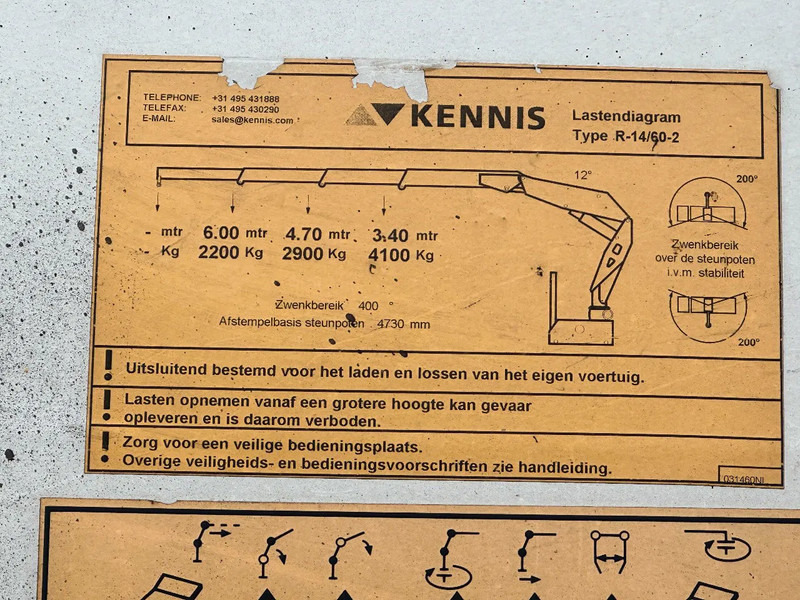 TELEPHONE: +31 495 431888
TELEFAX: +31 495 430290
E-MAIL: sales@kennis.com
KENNIS
Lastendiagram
Type R-14/60-2
12°
200°
- mtr 6.00 mtr 4.70 mtr 3.40 mtr
- Kg 2200 Kg 2900 Kg 4100 Kg
Zwenkbereik
over de steunpoten
i.v.m. stabiliteit
Zwenkbereik 400 °
Afstempelbasis steunpoten 4730 mm
200°
! Uitsluitend bestemd voor het laden en lossen van het eigen voertuig.
! Lasten opnemen vanaf een grotere hoogte kan gevaar
opleveren en is daarom verboden.
! Zorg voor een veilige bedieningsplaats.
Overige veiligheids- en bedieningsvoorschriften zie handleiding.
031460NL